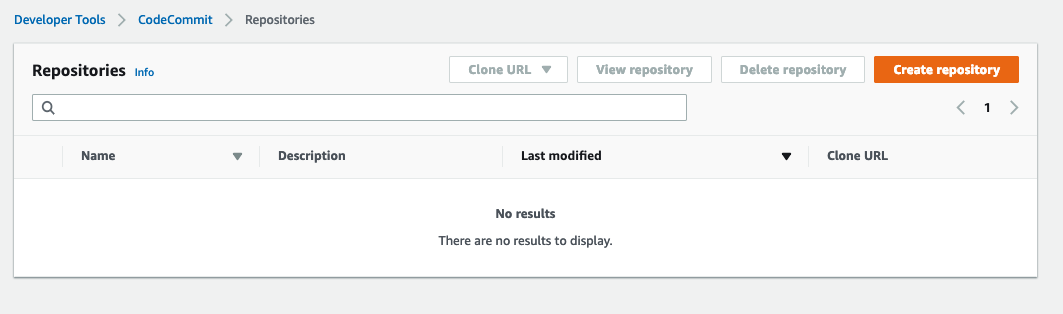 Developer Tools > CodeCommit > Repositories
Repositories Info
Clone URL ▼ View repository Delete repository Create repository
< 1 >
Name ▼ Description Last modified ▼ Clone URL
No results
There are no results to display.